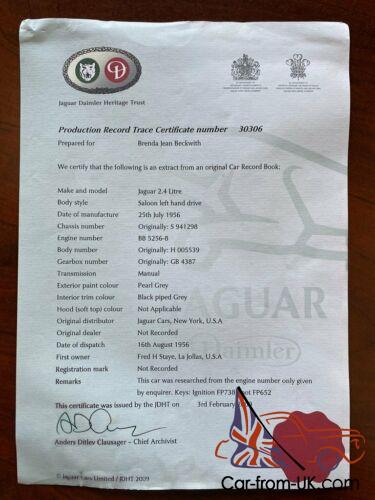 Jaguar Daimler Heritage Trust
Production Record Trace Certificate number 30306
Prepared for Brenda Jean Beckwith
We certify that the following is an extract from an original Car Record Book:
Make and model Jaguar 2.4 Litre
Body style Saloon left hand drive
Date of manufacture 25th July 1956
Chassis number Originally: S 941298
Engine number BB 5256-8
Body number Originally: H 005539
Gearbox number Originally: GB 4387
Transmission Manual
Exterior paint colour Pearl Grey
Interior trim colour Black piped Grey
Hood (soft top) colour Not Applicable
Original distributor Jaguar Cars, New York, U.S.A
Original dealer Not Recorded
Date of dispatch 16th August 1956
First owner Fred H Staye, La Jollas, U.S.A
Registration mark Not Recorded
Remarks This car was researched from the engine number only given
by enquirer. Keys: Ignition FP738 FP652
This certificate was issued by the JDHT on 3rd February
Anders Ditlev Clausager – Chief Archivist
© Jaguar Cars Limited / JDHT 2009
JAGUAR
Daimler
Car-from-UK.com